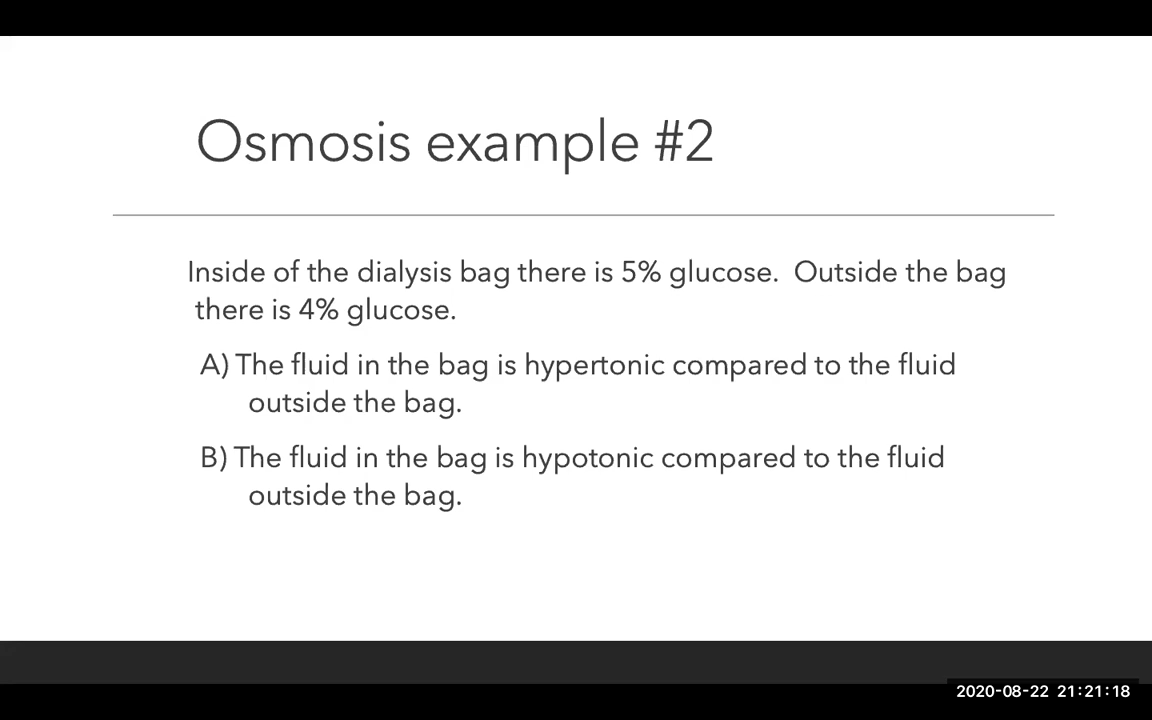 Osmosis example #2
Inside of the dialysis bag there is 5% glucose.  Outside the bag
there is 4% glucose.
A) The fluid in the bag is hypertonic compared to the fluid
outside the bag.
B) The fluid in the bag is hypotonic compared to the fluid
outside the bag.
2020-08-22 21:21:18